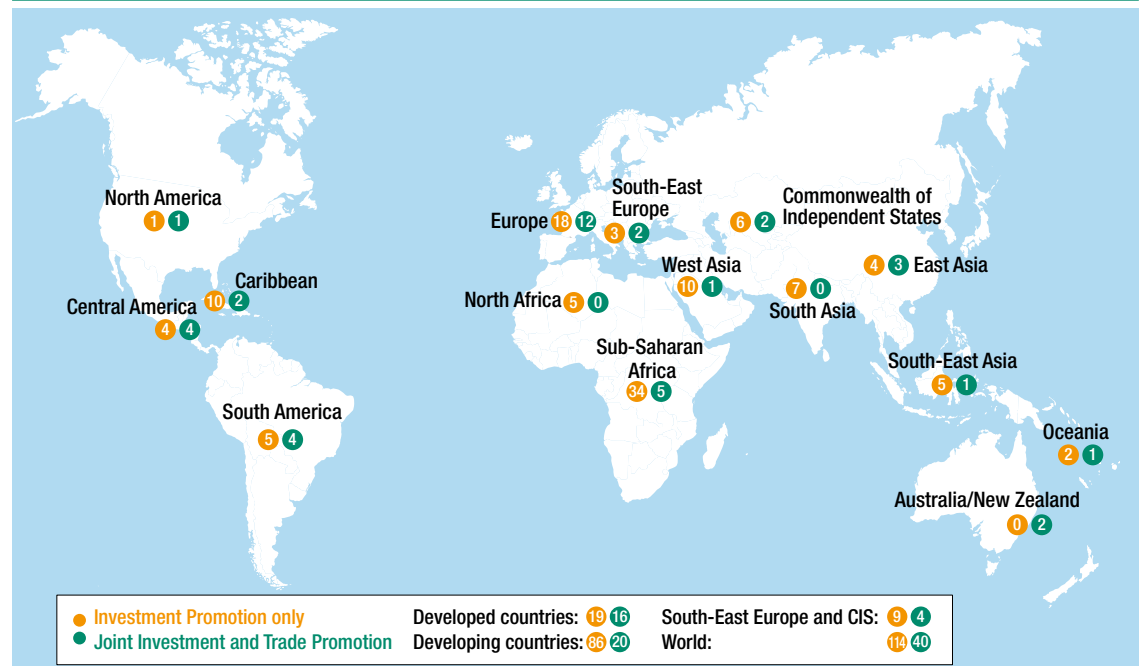 North America
1 1
Caribbean
10 2
Central America
4 4
South America
5 4
Europe 18 12
South-East
Europe
3 2
Commonwealth of
Independent States
6 2
West Asia
10 1
East Asia
4 3
North Africa
5 0
South Asia
7 0
Sub-Saharan
Africa
34 5
South-East Asia
5 1
Oceania
2 1
Australia/New Zealand
0 2
Investment Promotion only
Joint Investment and Trade Promotion
Developed countries: 19 16
Developing countries: 86 20
South-East Europe and CIS: 9 4
World: 114 40